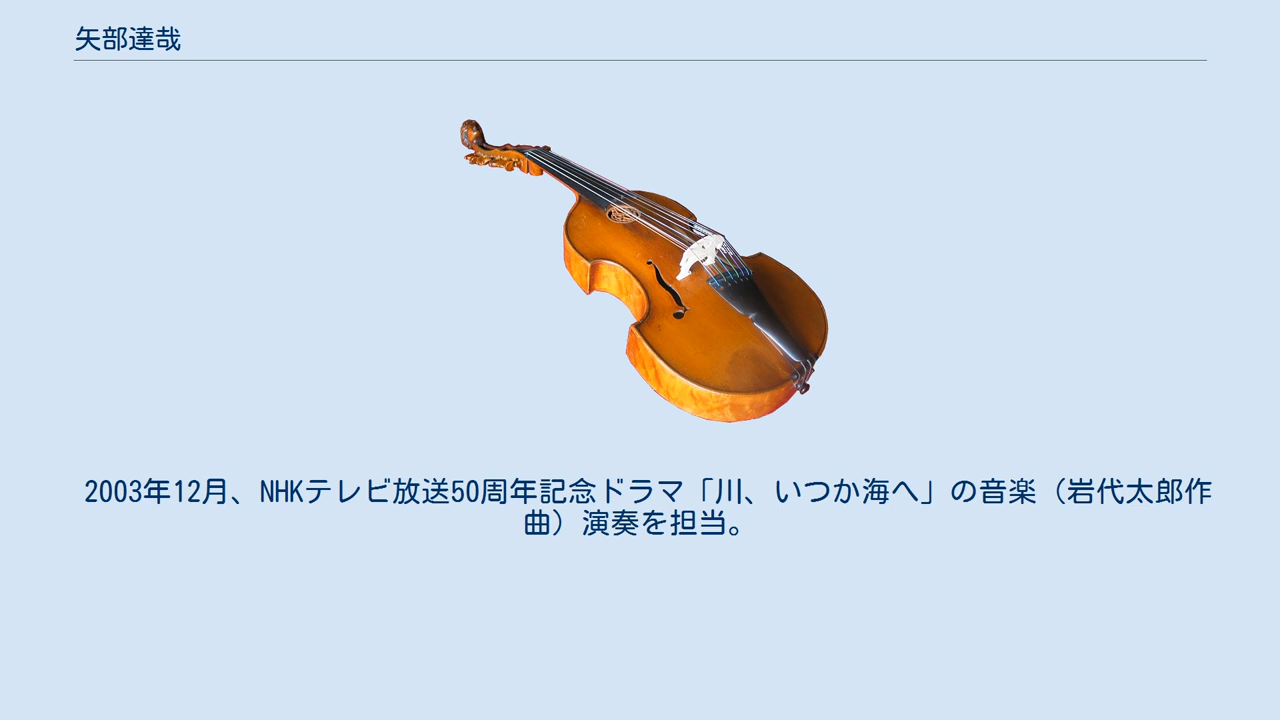 矢部達哉
2003年12月、NHKテレビ放送50周年記念ドラマ「川、いつか海へ」の音楽（岩代太郎作
曲）演奏を担当。